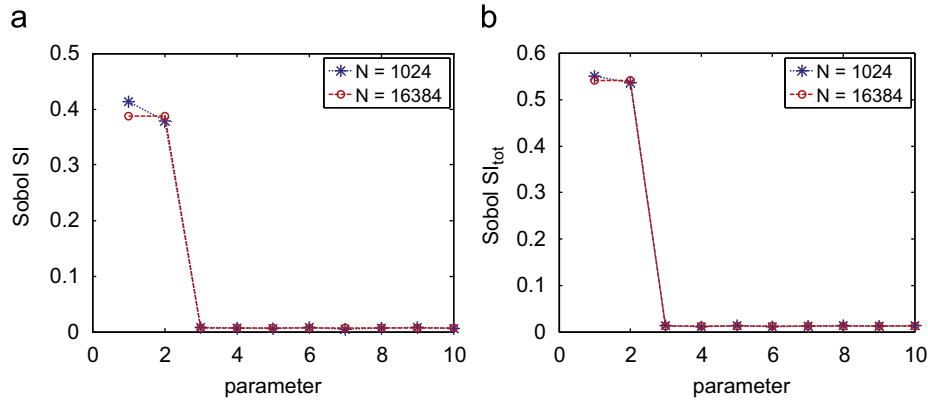 a
0.5
0.4
0.3
0.2
0.1
0
Sobol SI
N = 1024
N = 16384
0 2 4 6 8 10
parameter
b
0.6
0.5
0.4
0.3
0.2
0.1
0
Sobol SI_tot
N = 1024
N = 16384
0 2 4 6 8 10
parameter